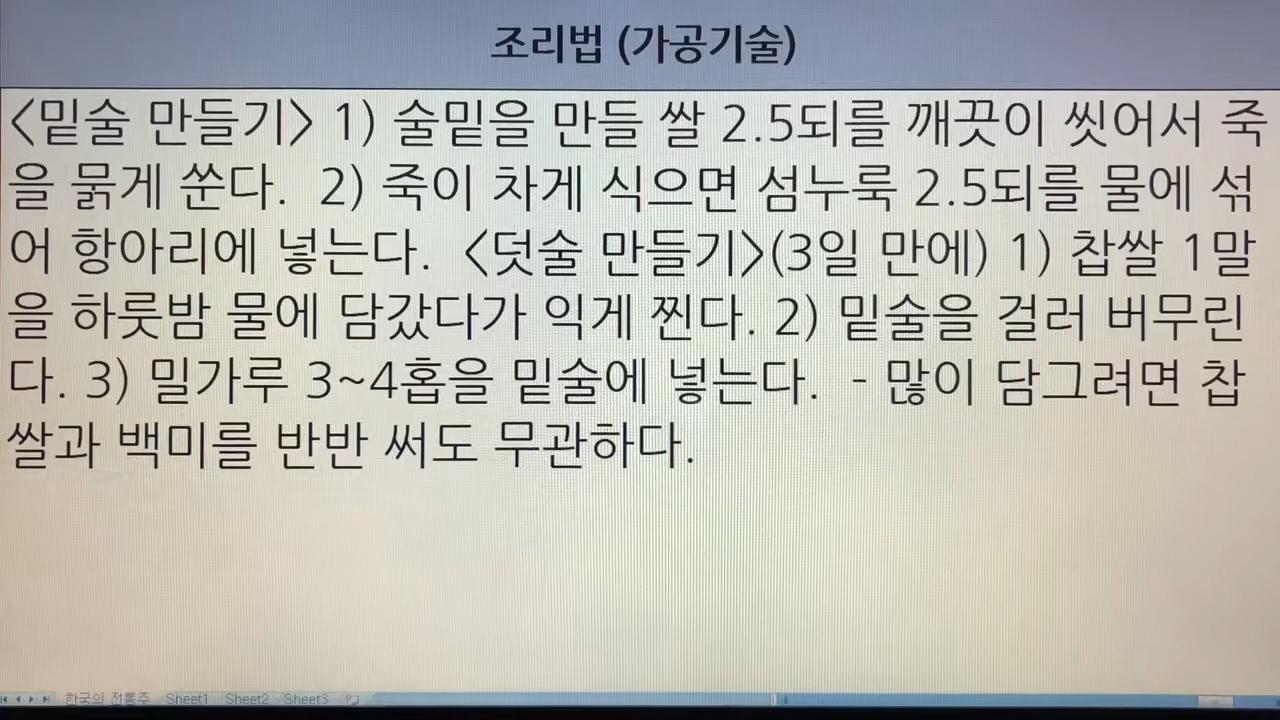 조리법 (가공기술)
<밑술 만들기> 1) 술밑을 만들 쌀 2.5되를 깨끗이 씻어서 죽
을 묽게 쑨다. 2) 죽이 차게 식으면 섬누룩 2.5되를 물에 섞
어 항아리에 넣는다. <덧술 만들기>(3일 만에) 1) 찹쌀 1말
을 하룻밤 물에 담갔다가 익게 찐다. 2) 밑술을 걸러 버무린
다. 3) 밀가루 3~4홉을 밑술에 넣는다. - 많이 담그려면 찹
쌀과 백미를 반반 써도 무관하다.
한국의 전통주 Sheet1 Sheet2 Sheet3